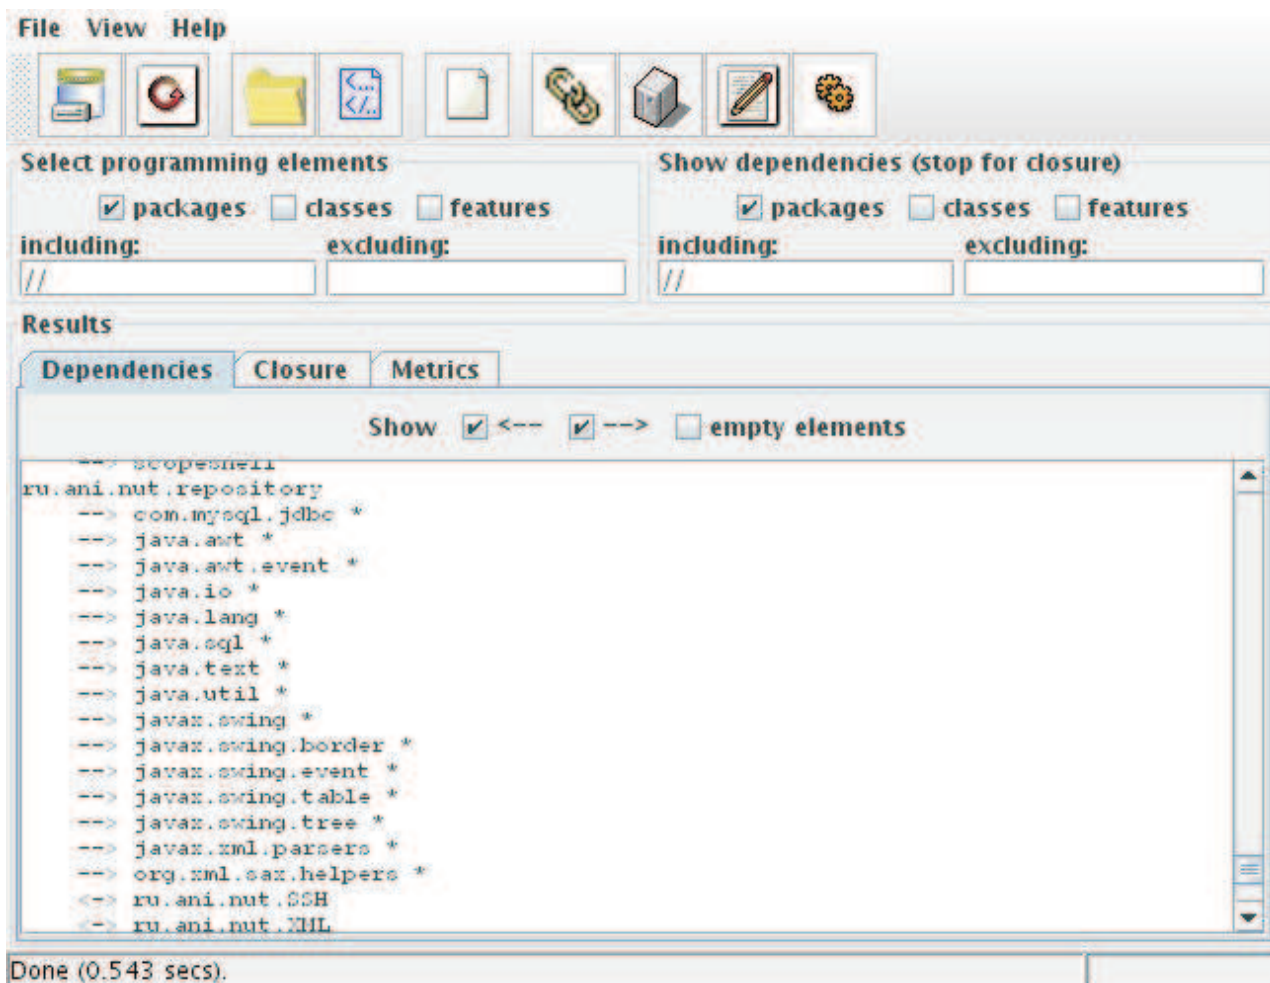 File View Help
<...
</..
Select programming elements
Show dependencies (stop for closure)
packages classes features
packages classes features
including: excluding:
including: excluding:
//
//
Results
Dependencies Closure Metrics
Show <-- --> empty elements
--> scopeshell
ru.ani.nut.repository
--> com.mysql.jdbc *
--> java.awt *
--> java.awt.event *
--> java.io *
--> java.lang *
--> java.sql *
--> java.text *
--> java.util *
--> javax.swing *
--> javax.swing.border *
--> javax.swing.event *
--> javax.swing.table *
--> javax.swing.tree *
--> javax.xml.parsers *
--> org.xml.sax.helpers *
<-> ru.ani.nut.SSH
<-> ru.ani.nut.XML
Done (0.543 secs).